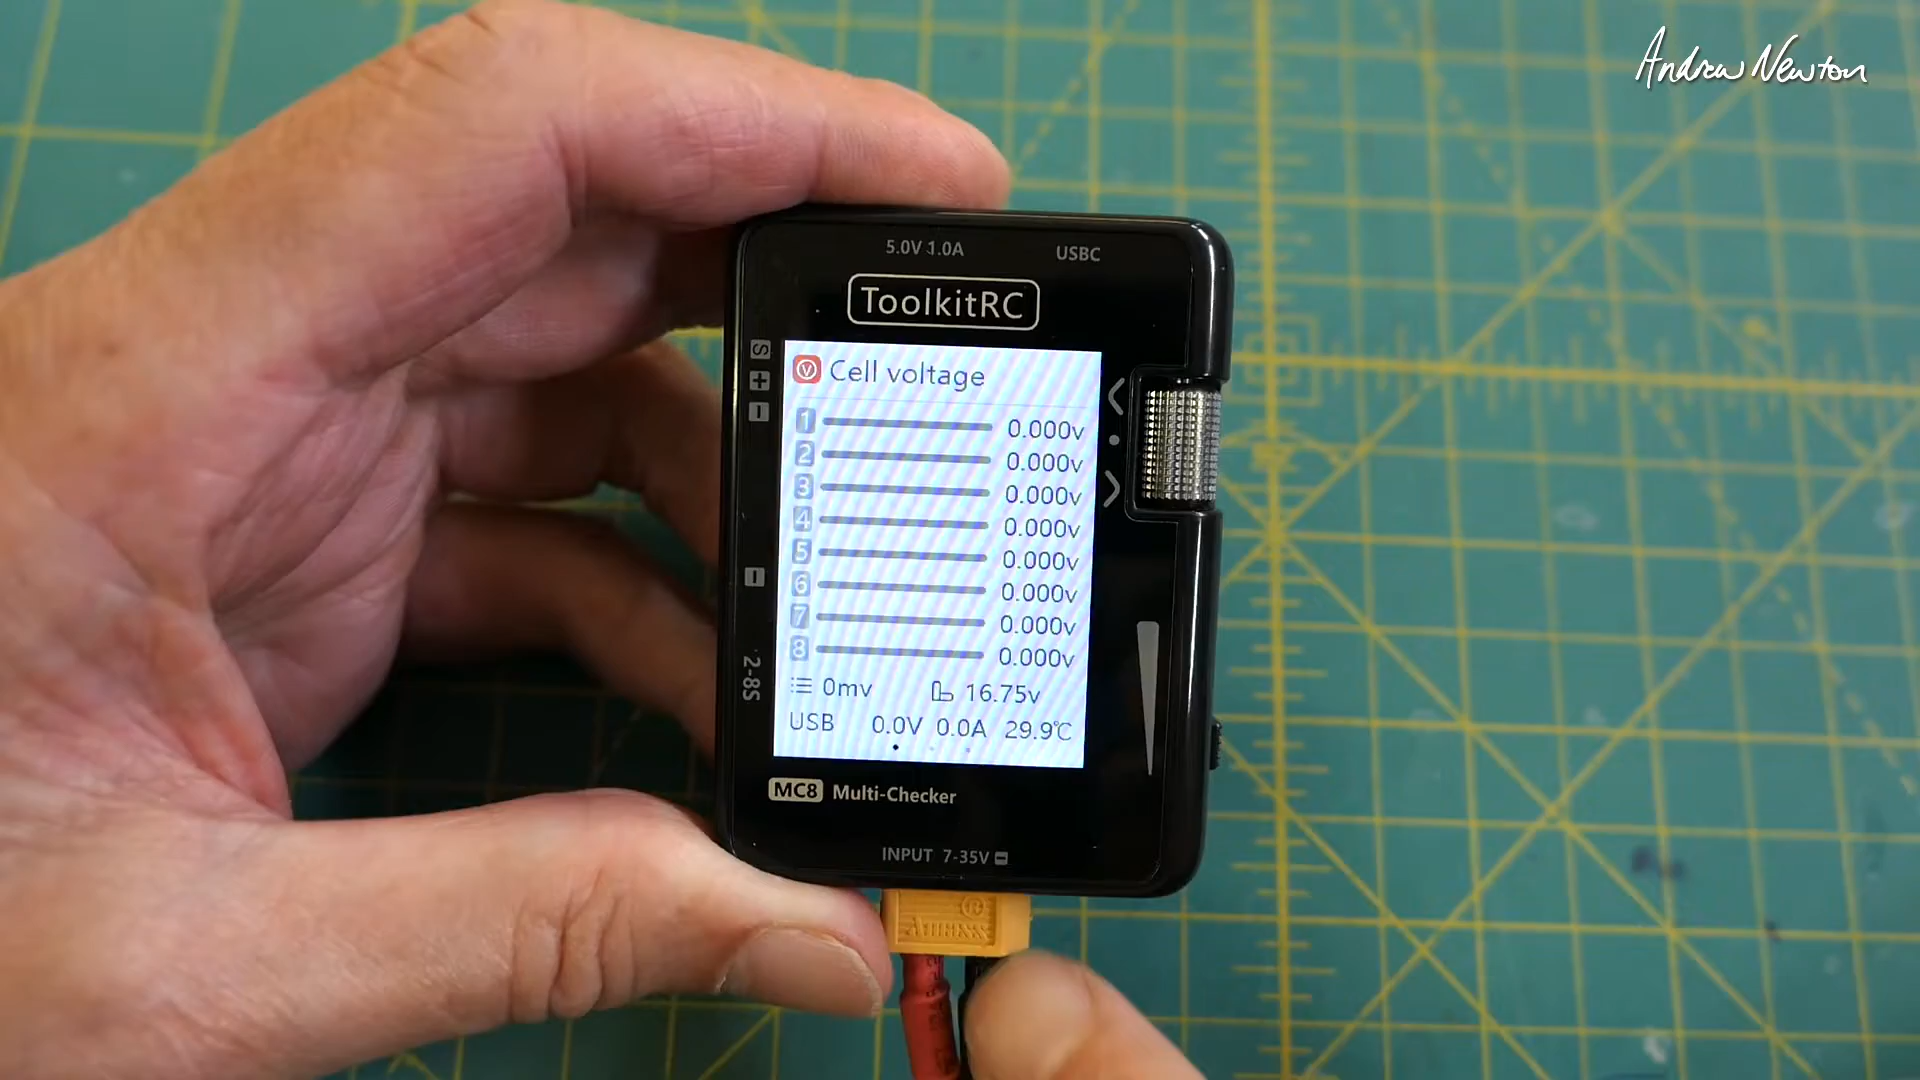 Andrew Newton
5.0V 1.0A USBC
ToolkitRC
S
Cell voltage
1 0.000v
2 0.000v
3 0.000v
4 0.000v
5 0.000v
6 0.000v
7 0.000v
8 0.000v
0mv 16.75v
USB 0.0V 0.0A 29.9℃
2-8S
MC8 Multi-Checker
INPUT 7-35V
Amass